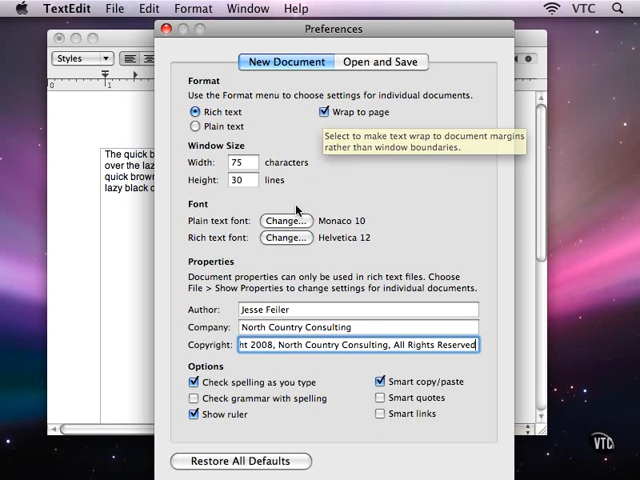 TextEdit File Edit Format Window Help VTC
Preferences
Styles
New Document Open and Save
0 1
Format
Use the Format menu to choose settings for individual documents.
Rich text Wrap to page
Plain text
Select to make text wrap to document margins
rather than window boundaries.
Window Size
Width: 75 characters
Height: 30 lines
The quick b
over the laz
quick brown
lazy black d
Font
Plain text font: Change... Monaco 10
Rich text font: Change... Helvetica 12
Properties
Document properties can only be used in rich text files. Choose
File > Show Properties to change settings for individual documents.
Author: Jesse Feiler
Company: North Country Consulting
Copyright: ht 2008, North Country Consulting, All Rights Reserved
Options
Check spelling as you type Smart copy/paste
Check grammar with spelling Smart quotes
Show ruler Smart links
Restore All Defaults
VTC